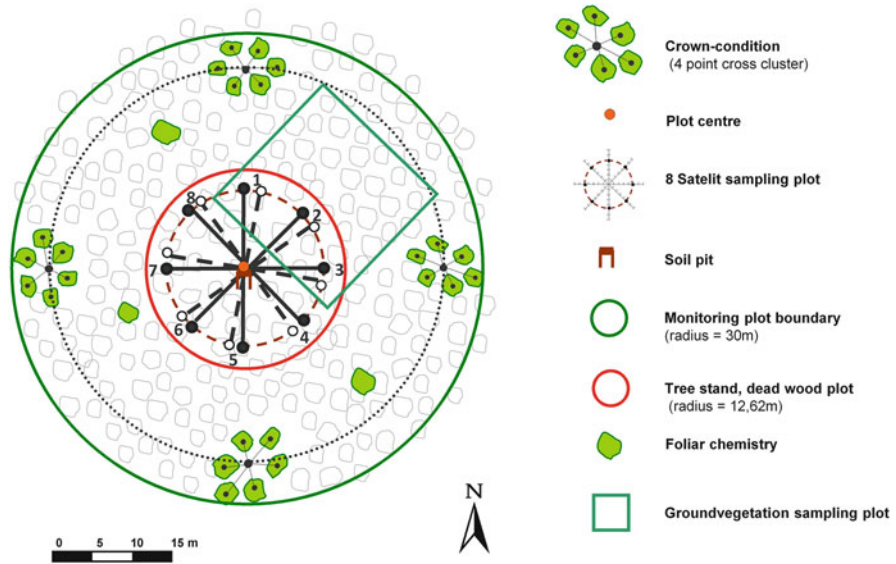 1
2
3
4
5
6
7
8
0 5 10 15 m
N
Crown-condition
(4 point cross cluster)
Plot centre
8 Satelit sampling plot
Soil pit
Monitoring plot boundary
(radius = 30m)
Tree stand, dead wood plot
(radius = 12,62m)
Foliar chemistry
Groundvegetation sampling plot